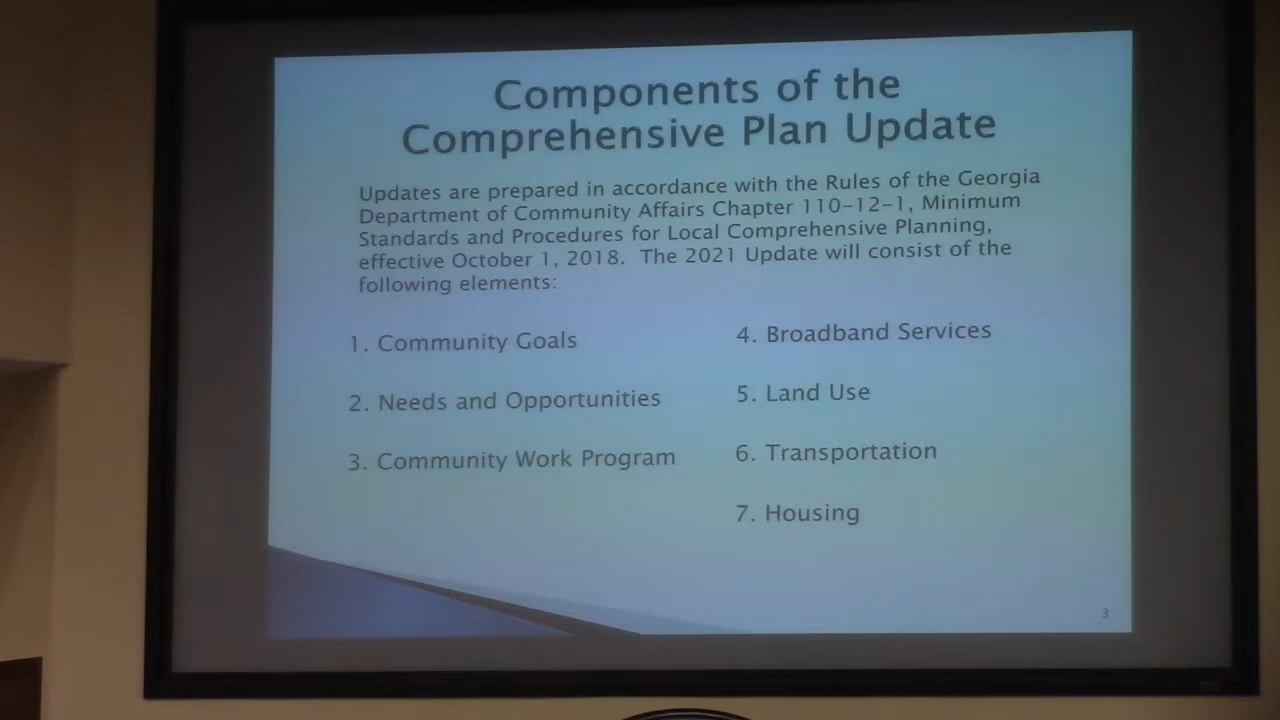 Components of the
Comprehensive Plan Update
Updates are prepared in accordance with the Rules of the Georgia
Department of Community Affairs Chapter 110-12-1, Minimum
Standards and Procedures for Local Comprehensive Planning,
effective October 1, 2018. The 2021 Update will consist of the
following elements:
1. Community Goals
2. Needs and Opportunities
3. Community Work Program
4. Broadband Services
5. Land Use
6. Transportation
7. Housing
3